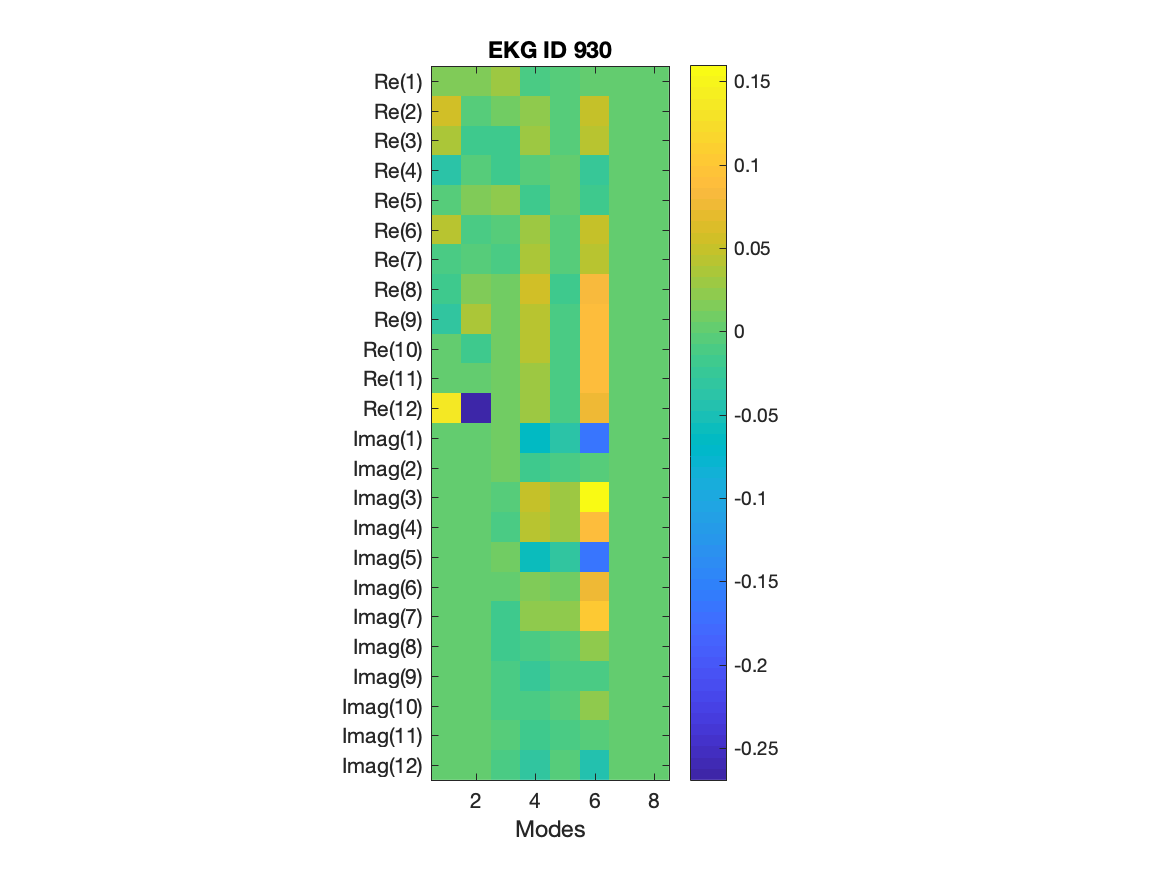 EKG ID 930
Re(1)
Re(2)
Re(3)
Re(4)
Re(5)
Re(6)
Re(7)
Re(8)
Re(9)
Re(10)
Re(11)
Re(12)
Imag(1)
Imag(2)
Imag(3)
Imag(4)
Imag(5)
Imag(6)
Imag(7)
Imag(8)
Imag(9)
Imag(10)
Imag(11)
Imag(12)
2 4 6 8
Modes
0.15
0.1
0.05
0
-0.05
-0.1
-0.15
-0.2
-0.25